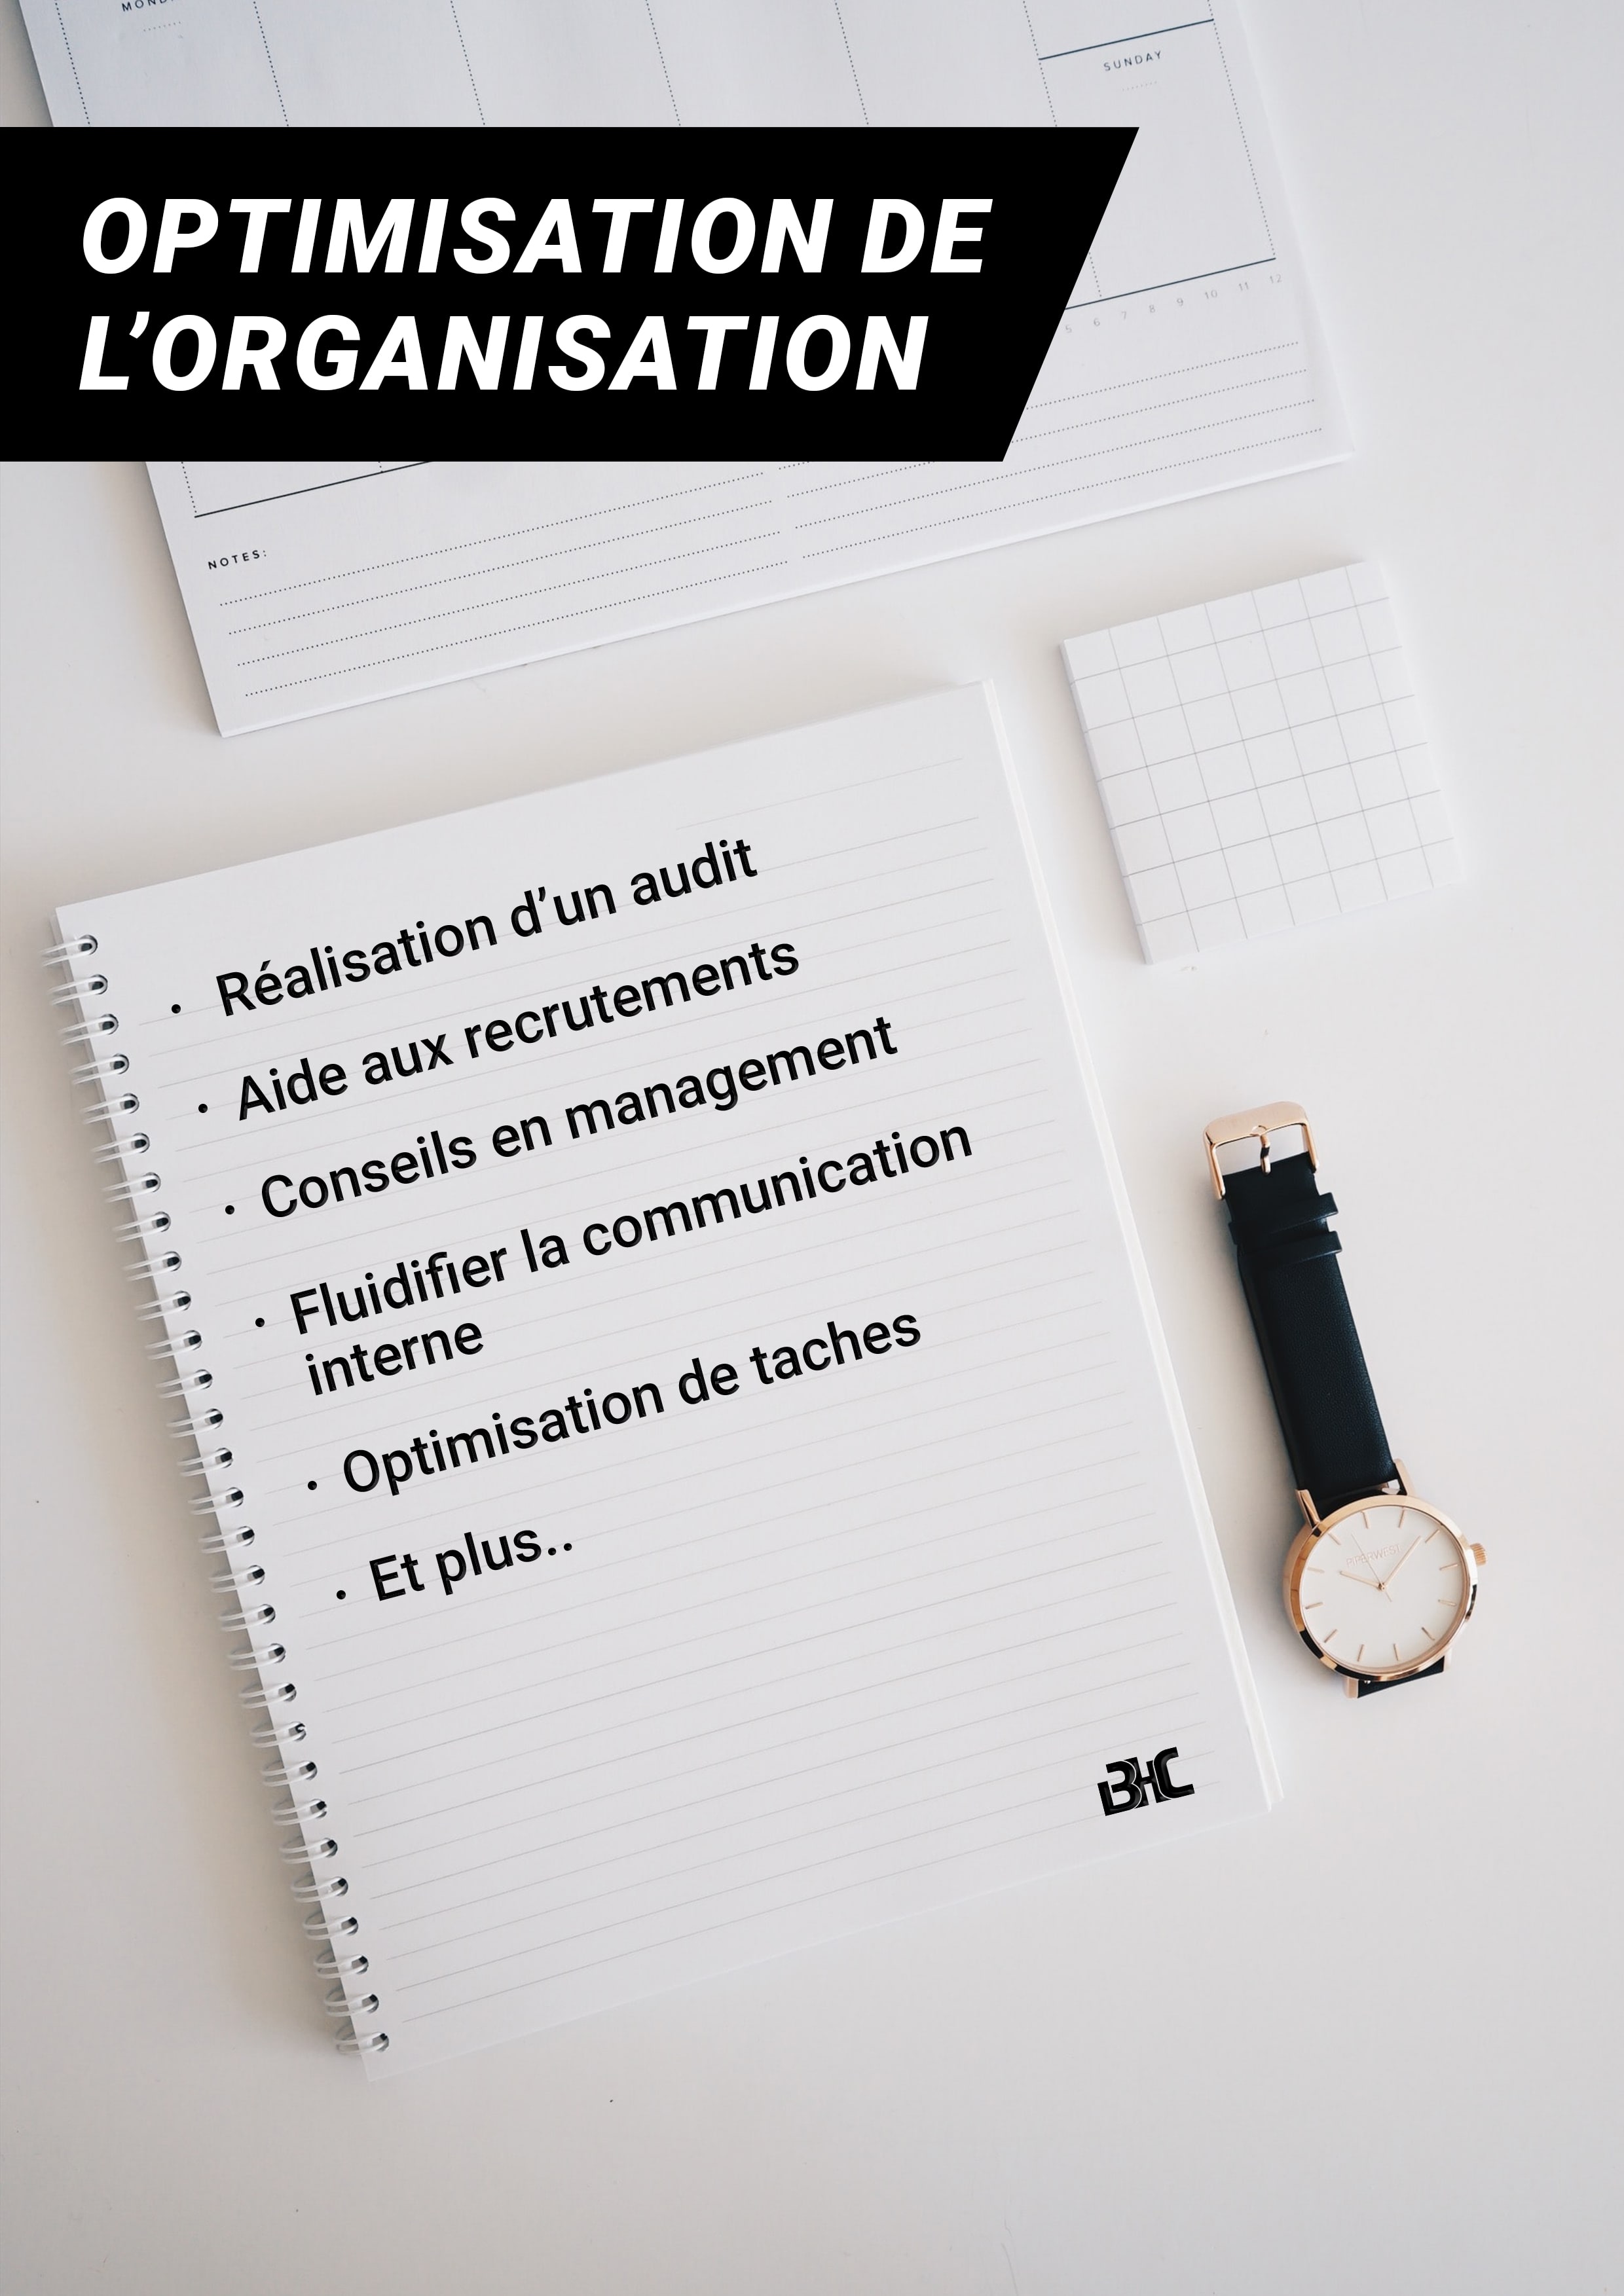 MOND
SUNDAY
OPTIMISATION DE
L’ORGANISATION
5 6 7 8 9 10 11 12
NOTES:
• Réalisation d’un audit
• Aide aux recrutements
• Conseils en management
• Fluidifier la communication
interne
• Optimisation de taches
• Et plus..
PIPERWEST
BHC